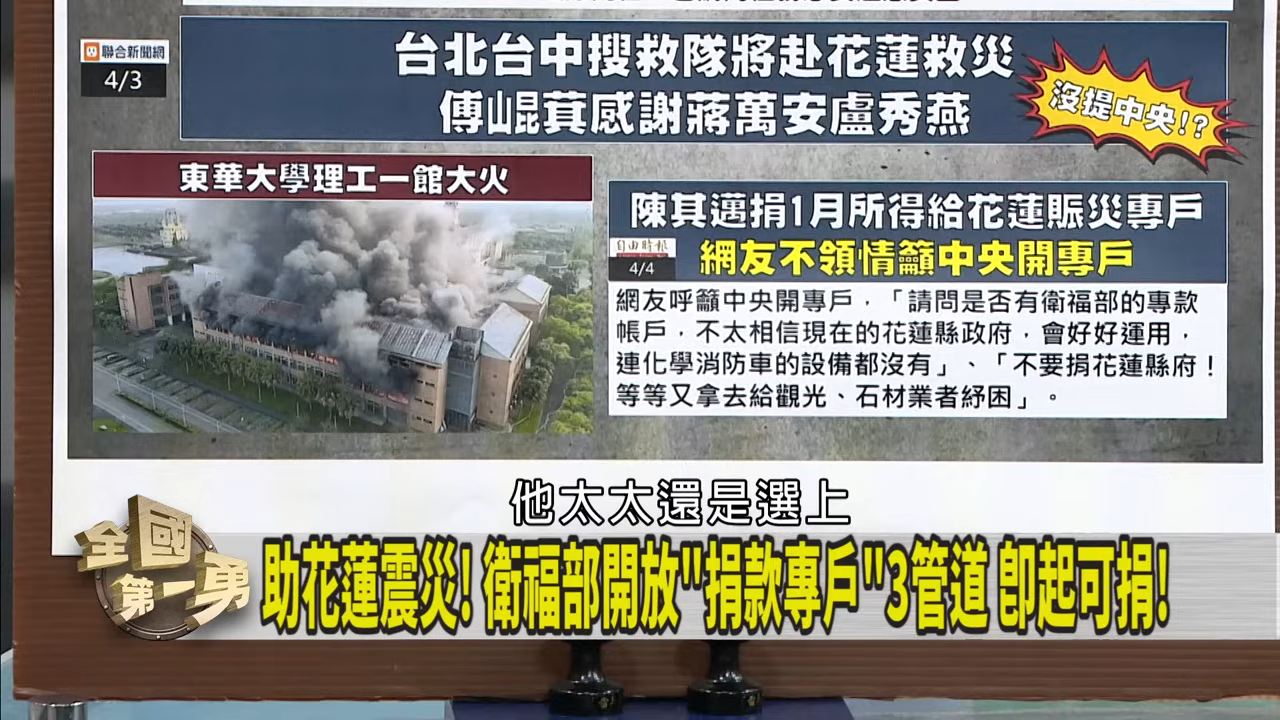 聯合新聞網
4/3
台北台中搜救隊將赴花蓮救災
傅崐萁感謝蔣萬安盧秀燕
沒提中央!?
東華大學理工一館大火
陳其邁捐1月所得給花蓮賑災專戶
自由時報
4/4
網友不領情籲中央開專戶
網友呼籲中央開專戶，「請問是否有衛福部的專款
帳戶，不太相信現在的花蓮縣政府，會好好運用，
連化學消防車的設備都沒有」、「不要捐花蓮縣府！
等等又拿去給觀光、石材業者紓困」。
他太太還是選上
全國第一勇
助花蓮震災! 衛福部開放"捐款專戶"3管道 即起可捐!